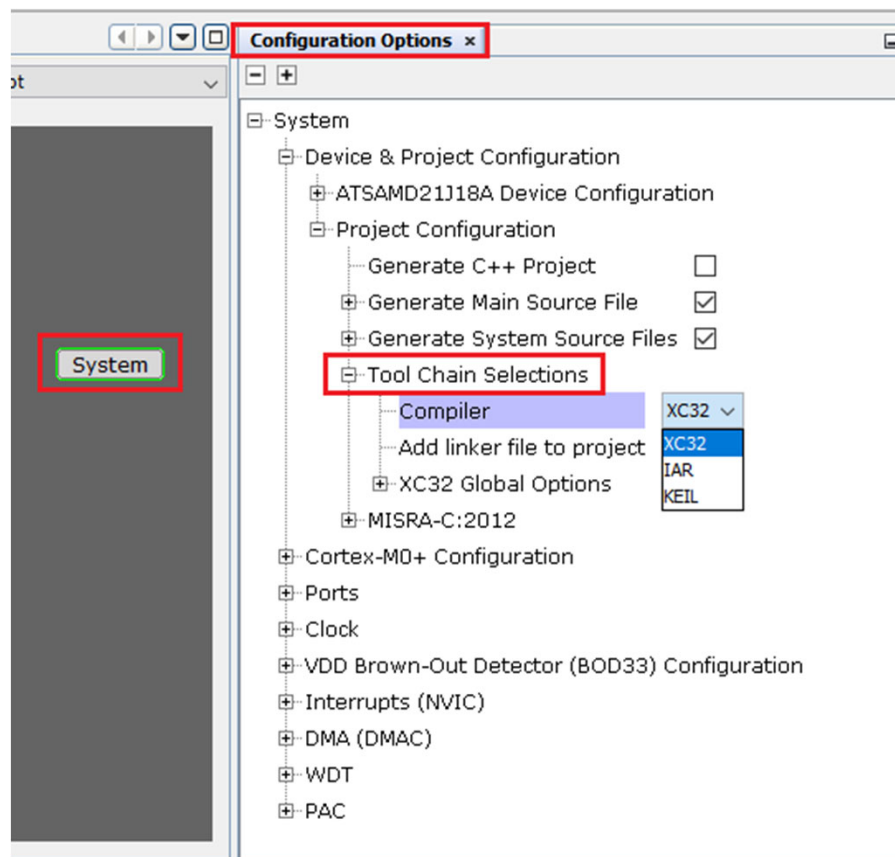 Configuration Options ×
ot
System
Device & Project Configuration
ATSAMD21J18A Device Configuration
Project Configuration
Generate C++ Project
Generate Main Source File
Generate System Source Files
System
Tool Chain Selections
Compiler XC32
Add linker file to project XC32
IAR
XC32 Global Options
KEIL
MISRA-C:2012
Cortex-M0+ Configuration
Ports
Clock
VDD Brown-Out Detector (BOD33) Configuration
Interrupts (NVIC)
DMA (DMAC)
WDT
PAC